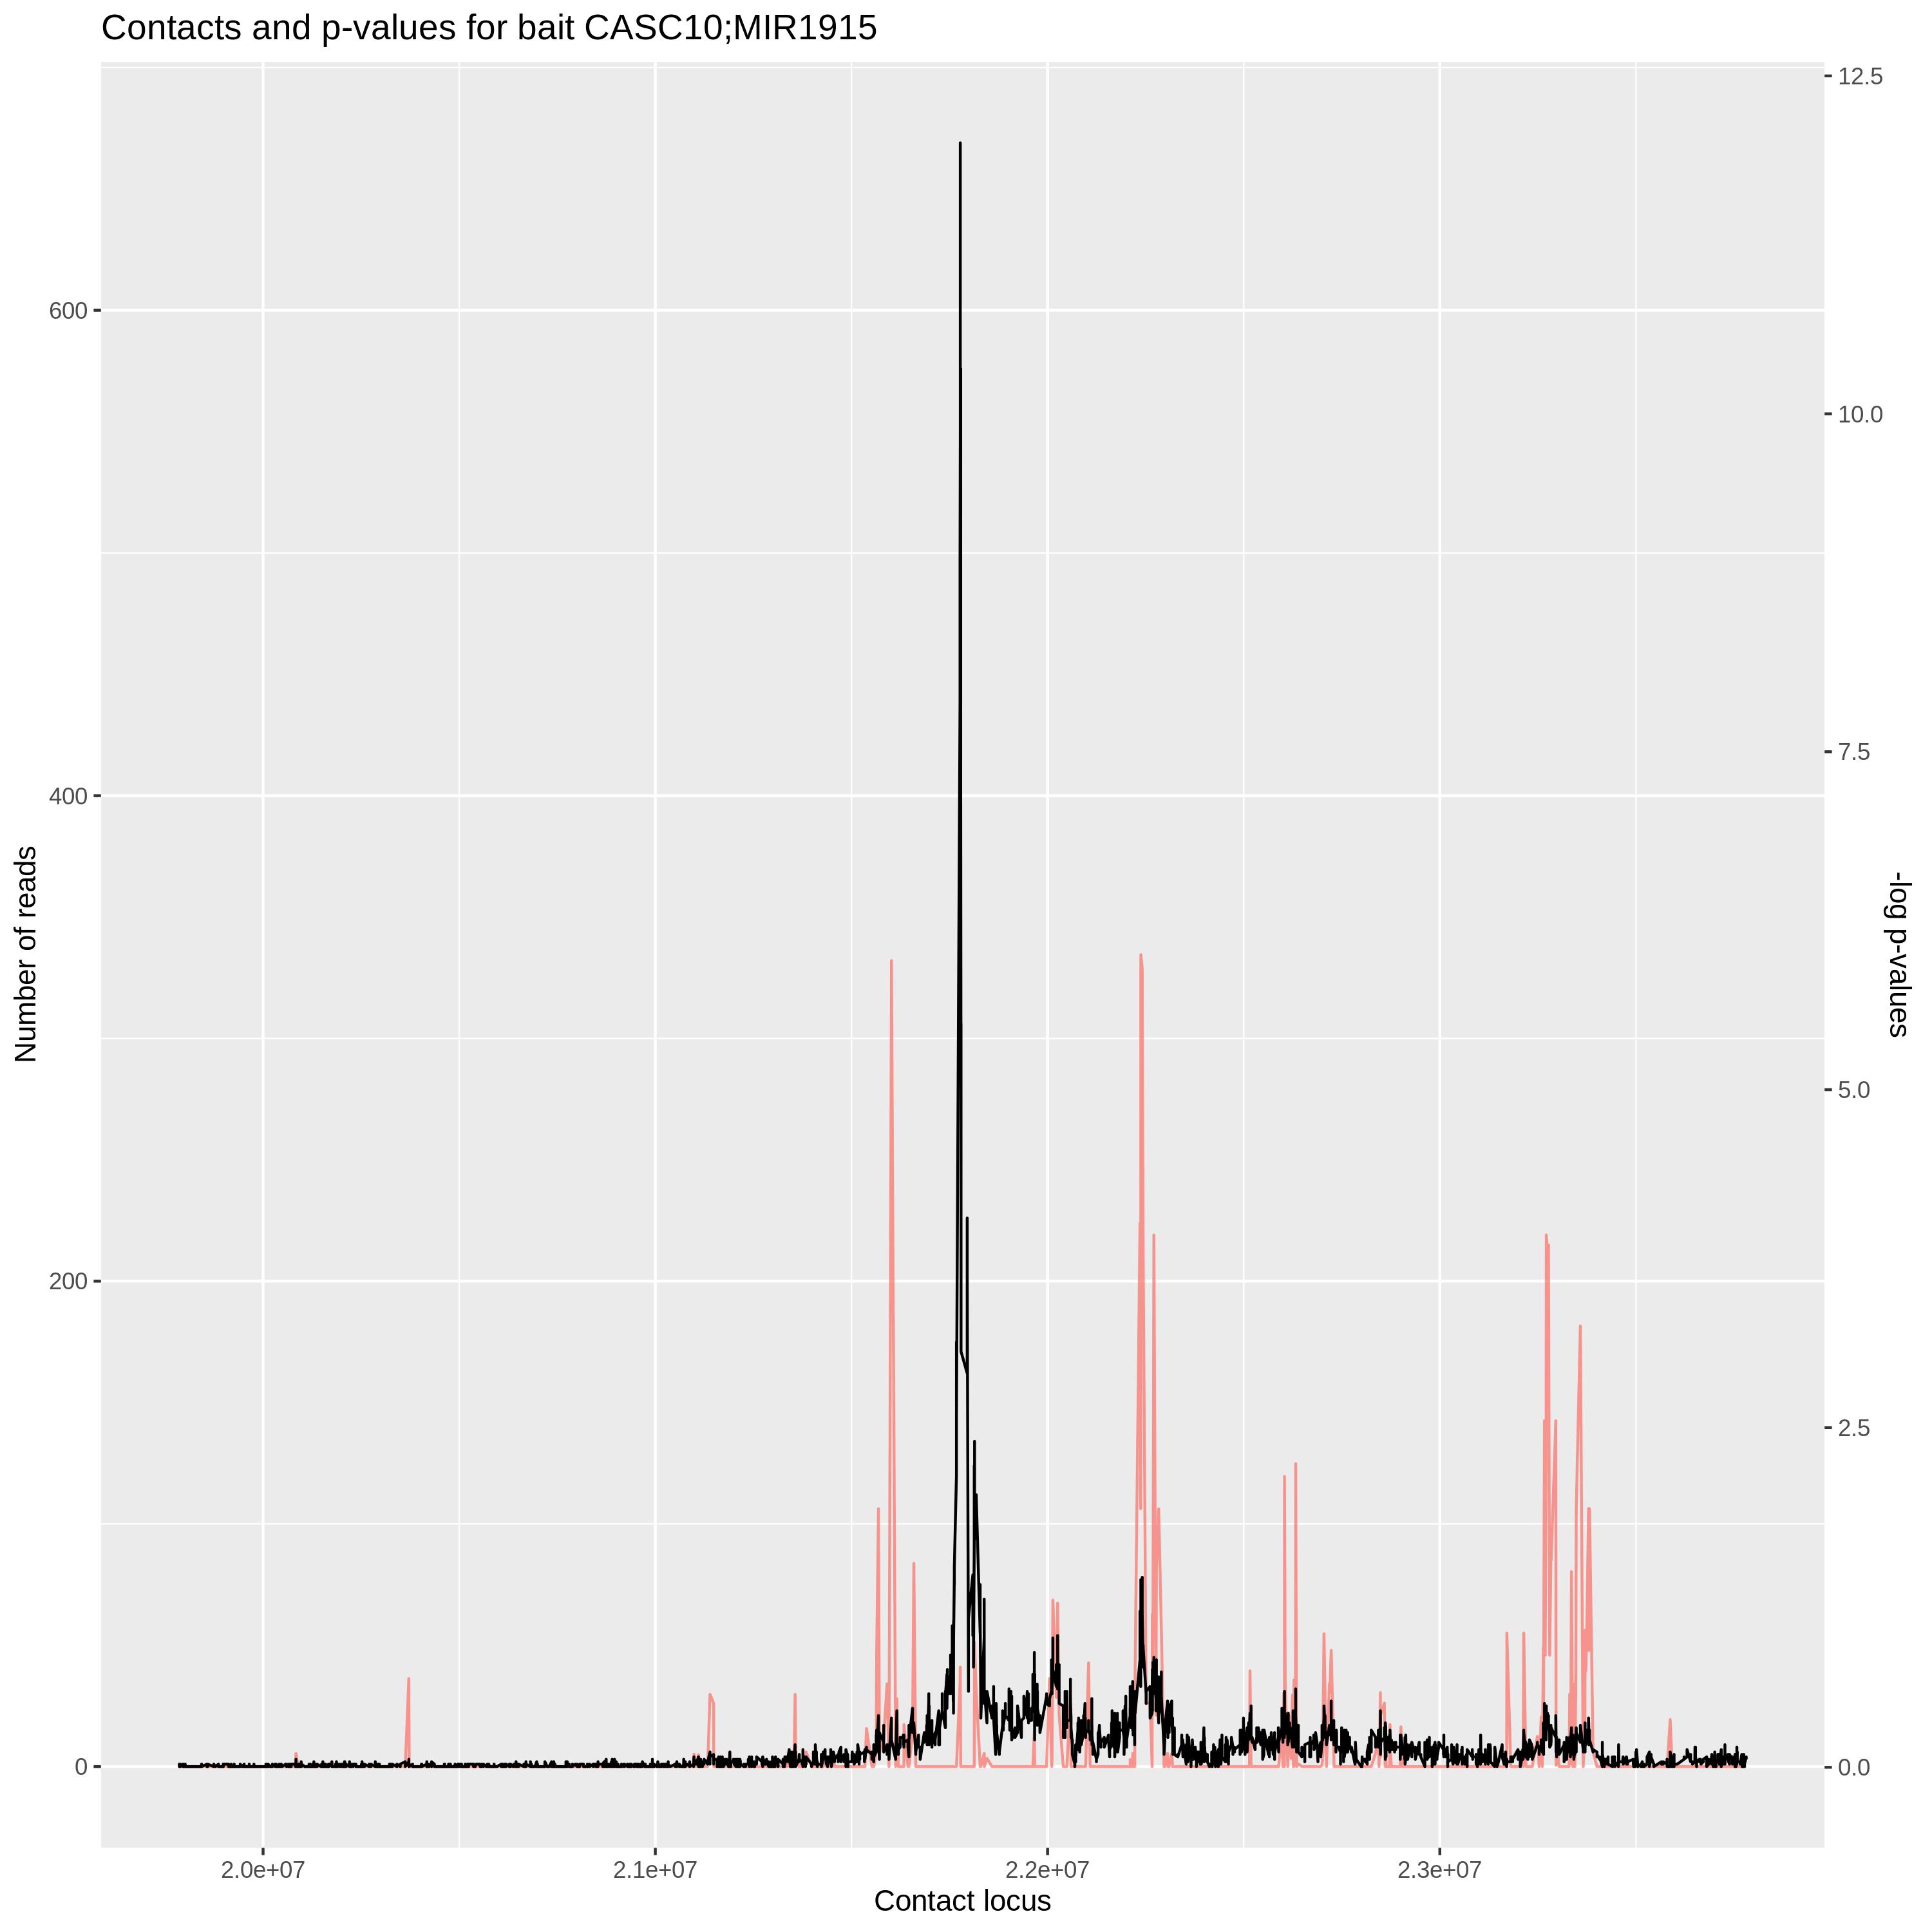 Contacts and p-values for bait CASC10;MIR1915
12.5
600
10.0
400
7.5
Number of reads
-log p-values
5.0
200
2.5
0
0.0
2.0e+07
2.1e+07
2.2e+07
2.3e+07
Contact locus